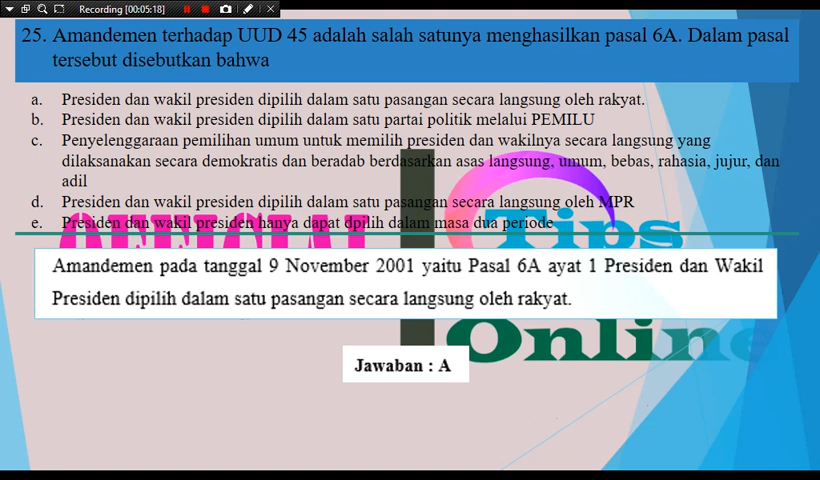 Recording [00:05:18]
25. Amandemen terhadap UUD 45 adalah salah satunya menghasilkan pasal 6A. Dalam pasal
tersebut disebutkan bahwa
a. Presiden dan wakil presiden dipilih dalam satu pasangan secara langsung oleh rakyat.
b. Presiden dan wakil presiden dipilih dalam satu partai politik melalui PEMILU
c. Penyelenggaraan pemilihan umum untuk memilih presiden dan wakilnya secara langsung yang
dilaksanakan secara demokratis dan beradab berdasarkan asas langsung, umum, bebas, rahasia, jujur, dan
adil
d. Presiden dan wakil presiden dipilih dalam satu pasangan secara langsung oleh MPR
e. Presiden dan wakil presiden hanya dapat dpilih dalam masa dua periode
OFFICIAL
Tips
Amandemen pada tanggal 9 November 2001 yaitu Pasal 6A ayat 1 Presiden dan Wakil
Presiden dipilih dalam satu pasangan secara langsung oleh rakyat.
Online
Jawaban : A